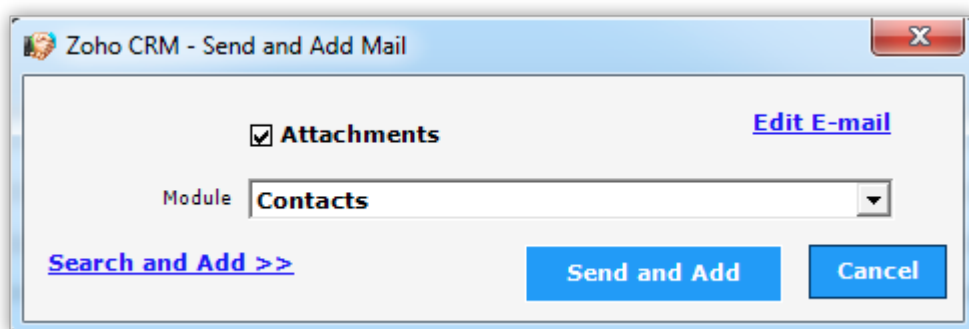 Zoho CRM - Send and Add Mail
Attachments
Edit E-mail
Module
Contacts
Search and Add >>
Send and Add
Cancel